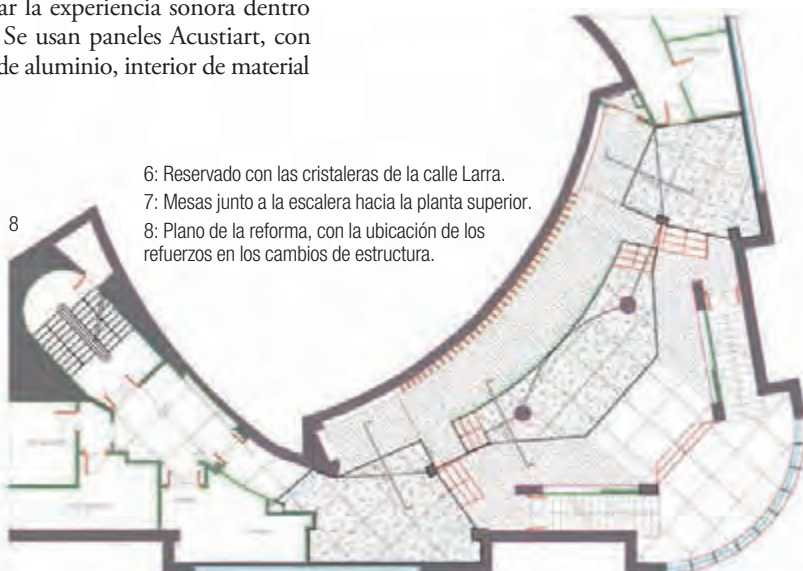 ar la experiencia sonora dentro
Se usan paneles Acustiart, con
de aluminio, interior de material
6: Reservado con las cristaleras de la calle Larra.
7: Mesas junto a la escalera hacia la planta superior.
8: Plano de la reforma, con la ubicación de los
refuerzos en los cambios de estructura.
8